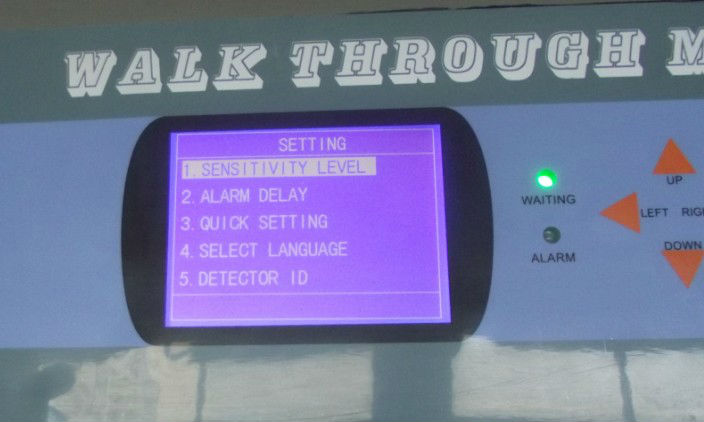 WALK THROUGH M
SETTING
1. SENSITIVITY LEVEL
2. ALARM DELAY
3. QUICK SETTING
4. SELECT LANGUAGE
5. DETECTOR ID
WAITING
ALARM
UP
LEFT RIGH
DOWN